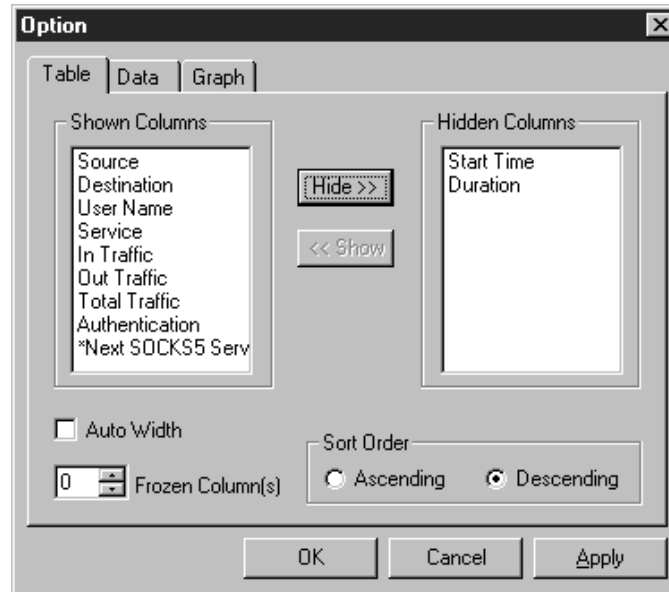 Option
Table Data Graph
Shown Columns
Source
Destination
User Name
Service
In Traffic
Out Traffic
Total Traffic
Authentication
*Next SOCKS5 Serv
Hide >>
<< Show
Hidden Columns
Start Time
Duration
Auto Width
0 Frozen Column(s)
Sort Order
Ascending Descending
OK Cancel Apply